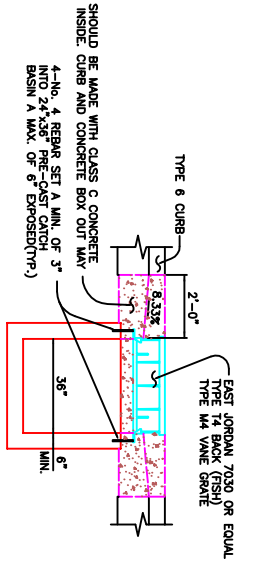 EAST JORDAN 7030 OR EQUAL
TYPE T4 BACK (FISH)
TYPE M4 VANE GRATE
2'-0"
8.33%
TYPE 6 CURB
36"
6"
MIN.
SHOULD BE MADE WITH CLASS C CONCRETE
INSIDE. CURB AND CONCRETE BOX OUT MAY
4-No. 4 REBAR SET A MIN. OF 3"
INTO 24"x36" PRE-CAST CATCH
BASIN A MAX. OF 6" EXPOSED(TYP.)